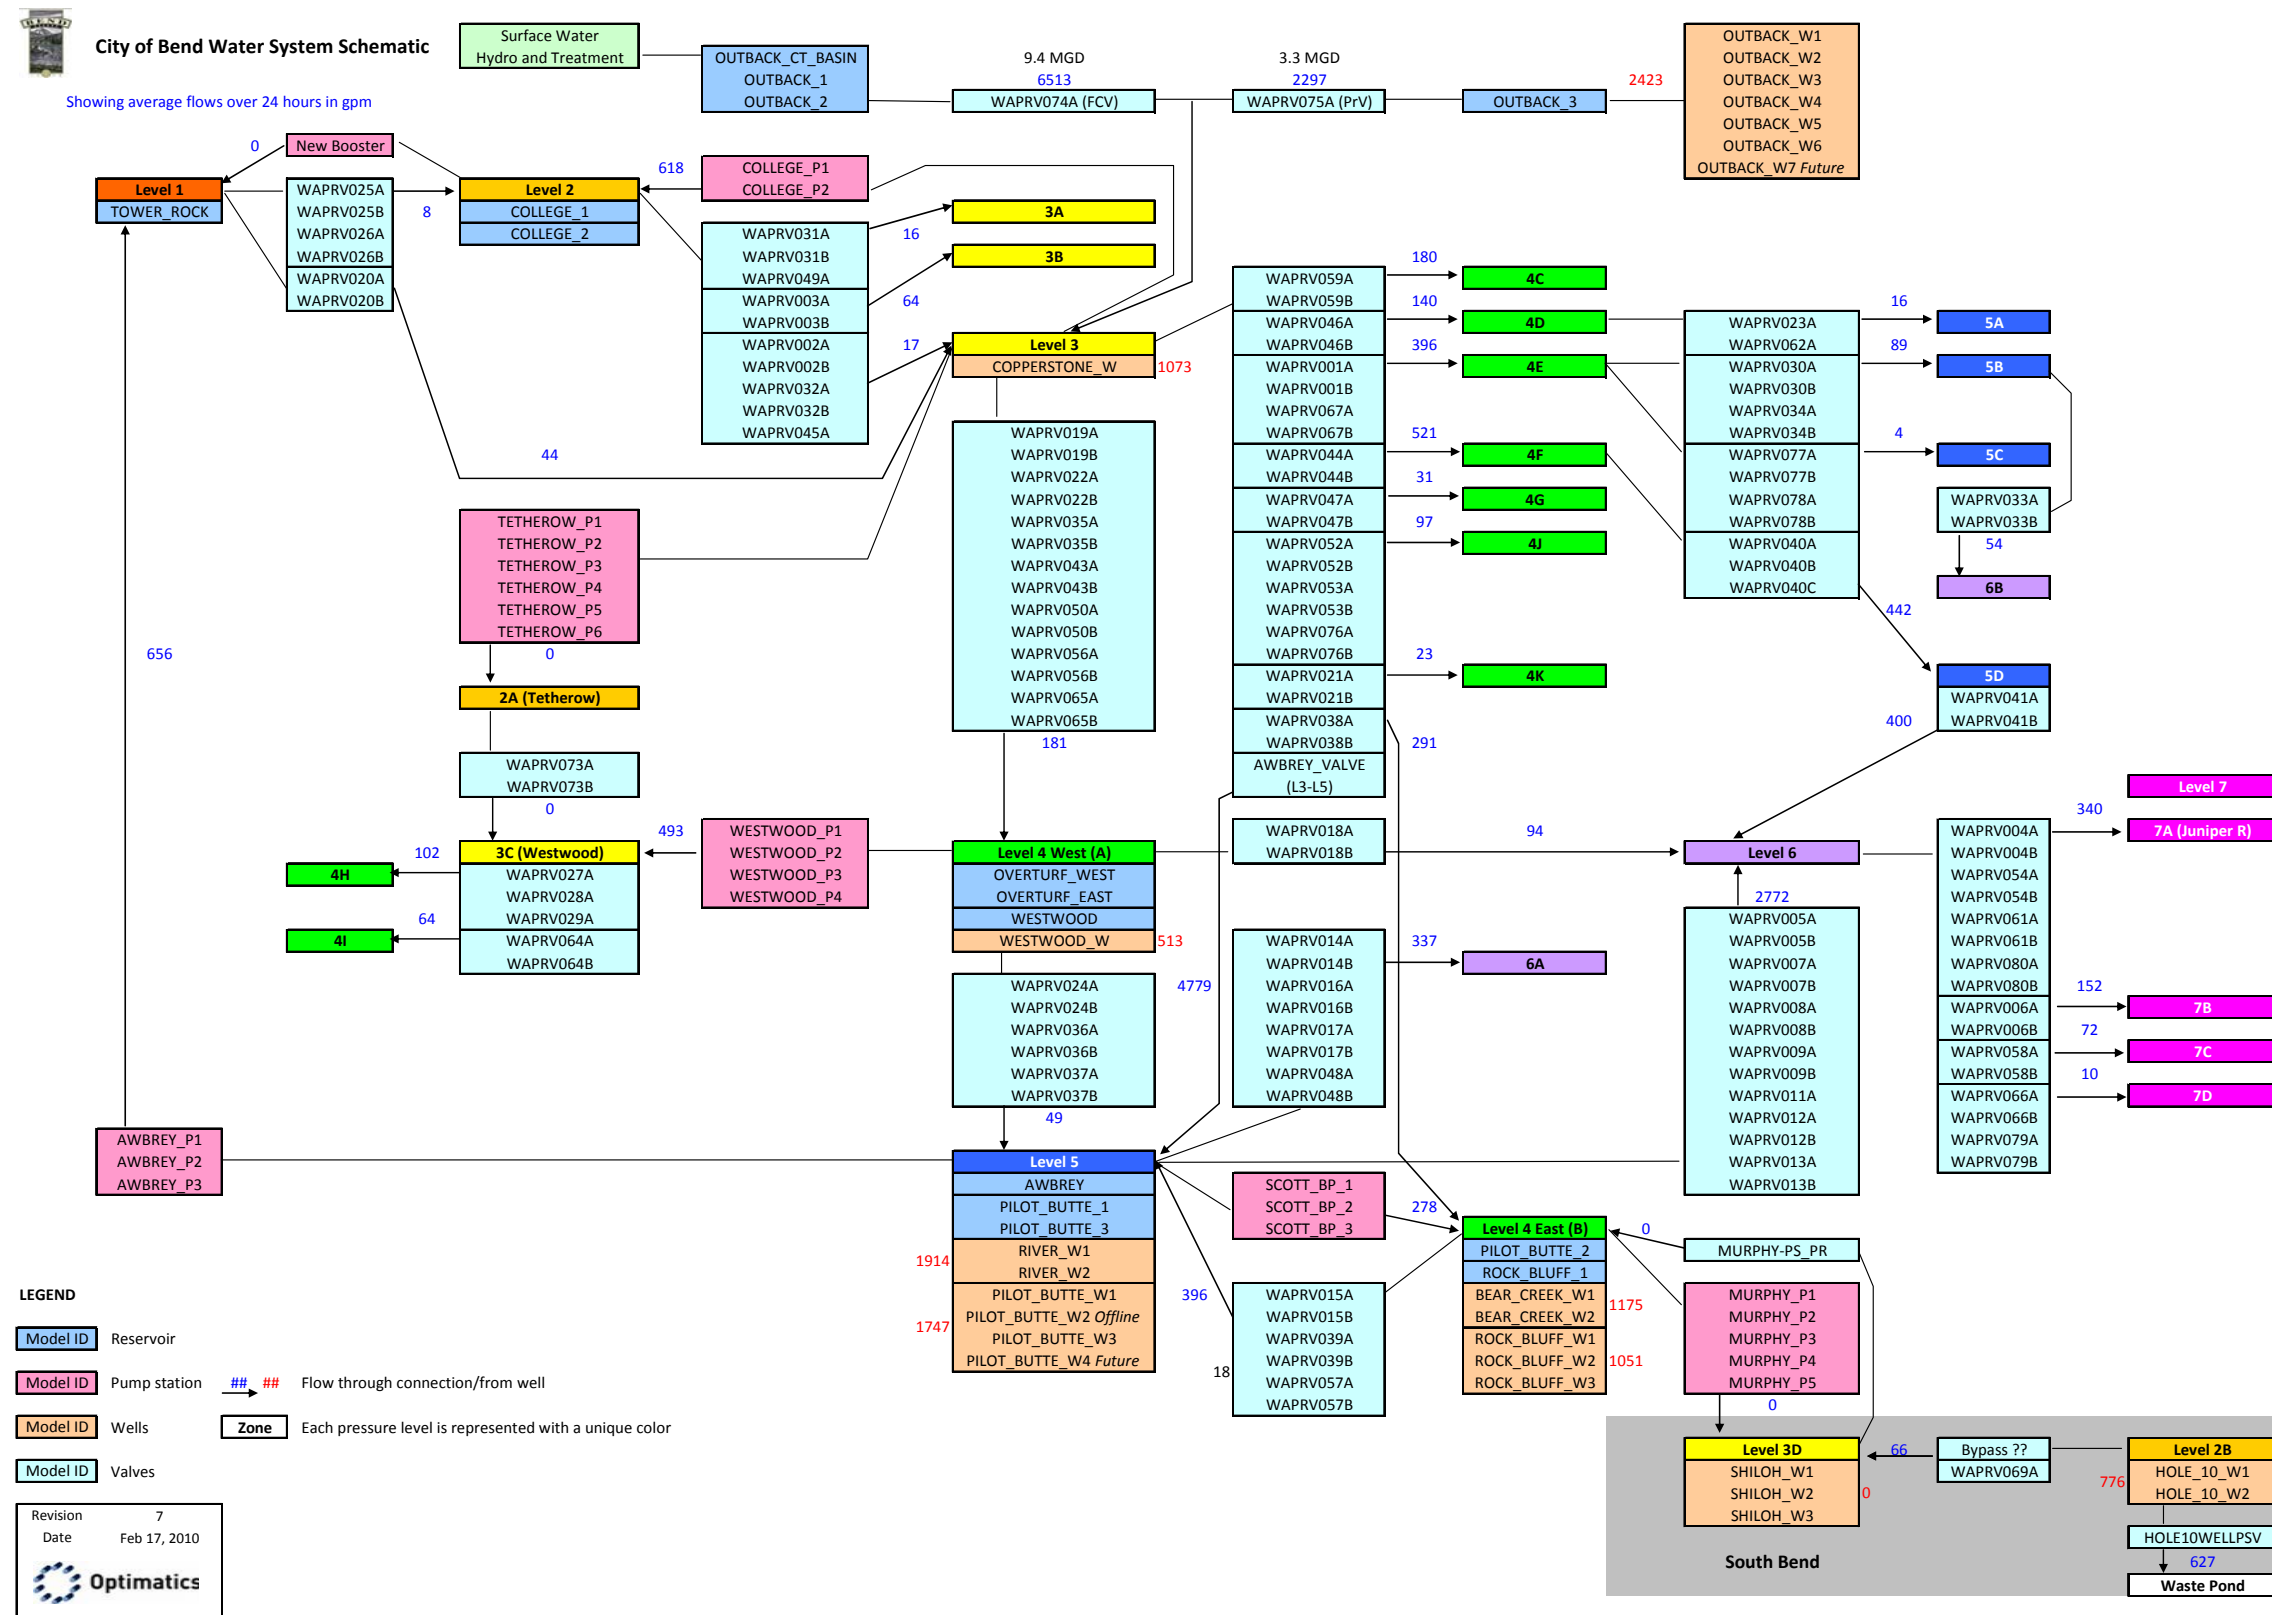 BEND
City of Bend Water System Schematic
Showing average flows over 24 hours in gpm
Surface Water
Hydro and Treatment
OUTBACK_CT_BASIN
OUTBACK_1
OUTBACK_2
9.4 MGD
6513
WAPRV074A (FCV)
3.3 MGD
2297
WAPRV075A (PrV)
OUTBACK_3
2423
OUTBACK_W1
OUTBACK_W2
OUTBACK_W3
OUTBACK_W4
OUTBACK_W5
OUTBACK_W6
OUTBACK_W7 Future
0
New Booster
Level 1
TOWER_ROCK
WAPRV025A
WAPRV025B
WAPRV026A
WAPRV026B
WAPRV020A
WAPRV020B
8
Level 2
COLLEGE_1
COLLEGE_2
618
COLLEGE_P1
COLLEGE_P2
WAPRV031A
WAPRV031B
WAPRV049A
WAPRV003A
WAPRV003B
WAPRV002A
WAPRV002B
WAPRV032A
WAPRV032B
WAPRV045A
16
64
17
3A
3B
Level 3
COPPERSTONE_W
1073
44
WAPRV019A
WAPRV019B
WAPRV022A
WAPRV022B
WAPRV035A
WAPRV035B
WAPRV043A
WAPRV043B
WAPRV050A
WAPRV050B
WAPRV056A
WAPRV056B
WAPRV065A
WAPRV065B
181
WAPRV059A
WAPRV059B
WAPRV046A
WAPRV046B
WAPRV001A
WAPRV001B
WAPRV067A
WAPRV067B
WAPRV044A
WAPRV044B
WAPRV047A
WAPRV047B
WAPRV052A
WAPRV052B
WAPRV053A
WAPRV053B
WAPRV076A
WAPRV076B
WAPRV021A
WAPRV021B
WAPRV038A
WAPRV038B
AWBREY_VALVE
(L3-L5)
180
140
396
521
31
97
23
291
4C
4D
4E
4F
4G
4J
4K
WAPRV023A
WAPRV062A
WAPRV030A
WAPRV030B
WAPRV034A
WAPRV034B
WAPRV077A
WAPRV077B
WAPRV078A
WAPRV078B
WAPRV040A
WAPRV040B
WAPRV040C
16
89
4
442
5A
5B
5C
WAPRV033A
WAPRV033B
54
6B
5D
WAPRV041A
WAPRV041B
400
TETHEROW_P1
TETHEROW_P2
TETHEROW_P3
TETHEROW_P4
TETHEROW_P5
TETHEROW_P6
0
2A (Tetherow)
WAPRV073A
WAPRV073B
0
656
3C (Westwood)
WAPRV027A
WAPRV028A
WAPRV029A
WAPRV064A
WAPRV064B
102
4H
64
4I
493
WESTWOOD_P1
WESTWOOD_P2
WESTWOOD_P3
WESTWOOD_P4
Level 4 West (A)
OVERTURF_WEST
OVERTURF_EAST
WESTWOOD
WESTWOOD_W
513
WAPRV018A
WAPRV018B
94
Level 6
2772
WAPRV005A
WAPRV005B
WAPRV007A
WAPRV007B
WAPRV008A
WAPRV008B
WAPRV009A
WAPRV009B
WAPRV011A
WAPRV012A
WAPRV012B
WAPRV013A
WAPRV013B
WAPRV004A
WAPRV004B
WAPRV054A
WAPRV054B
WAPRV061A
WAPRV061B
WAPRV080A
WAPRV080B
WAPRV006A
WAPRV006B
WAPRV058A
WAPRV058B
WAPRV066A
WAPRV066B
WAPRV079A
WAPRV079B
340
152
72
10
Level 7
7A (Juniper R)
7B
7C
7D
WAPRV014A
WAPRV014B
WAPRV016A
WAPRV016B
WAPRV017A
WAPRV017B
WAPRV048A
WAPRV048B
337
6A
4779
WAPRV024A
WAPRV024B
WAPRV036A
WAPRV036B
WAPRV037A
WAPRV037B
49
AWBREY_P1
AWBREY_P2
AWBREY_P3
Level 5
AWBREY
PILOT_BUTTE_1
PILOT_BUTTE_3
RIVER_W1
RIVER_W2
PILOT_BUTTE_W1
PILOT_BUTTE_W2 Offline
PILOT_BUTTE_W3
PILOT_BUTTE_W4 Future
1914
1747
SCOTT_BP_1
SCOTT_BP_2
SCOTT_BP_3
278
396
18
WAPRV015A
WAPRV015B
WAPRV039A
WAPRV039B
WAPRV057A
WAPRV057B
Level 4 East (B)
PILOT_BUTTE_2
ROCK_BLUFF_1
BEAR_CREEK_W1
BEAR_CREEK_W2
ROCK_BLUFF_W1
ROCK_BLUFF_W2
ROCK_BLUFF_W3
1175
1051
0
MURPHY-PS_PR
MURPHY_P1
MURPHY_P2
MURPHY_P3
MURPHY_P4
MURPHY_P5
0
Level 3D
SHILOH_W1
SHILOH_W2
SHILOH_W3
0
66
Bypass ??
WAPRV069A
Level 2B
HOLE_10_W1
HOLE_10_W2
776
HOLE10WELLPSV
627
Waste Pond
South Bend
LEGEND
Model ID Reservoir
Model ID Pump station ## ## Flow through connection/from well
Model ID Wells Zone Each pressure level is represented with a unique color
Model ID Valves
Revision 7
Date Feb 17, 2010
Optimatics